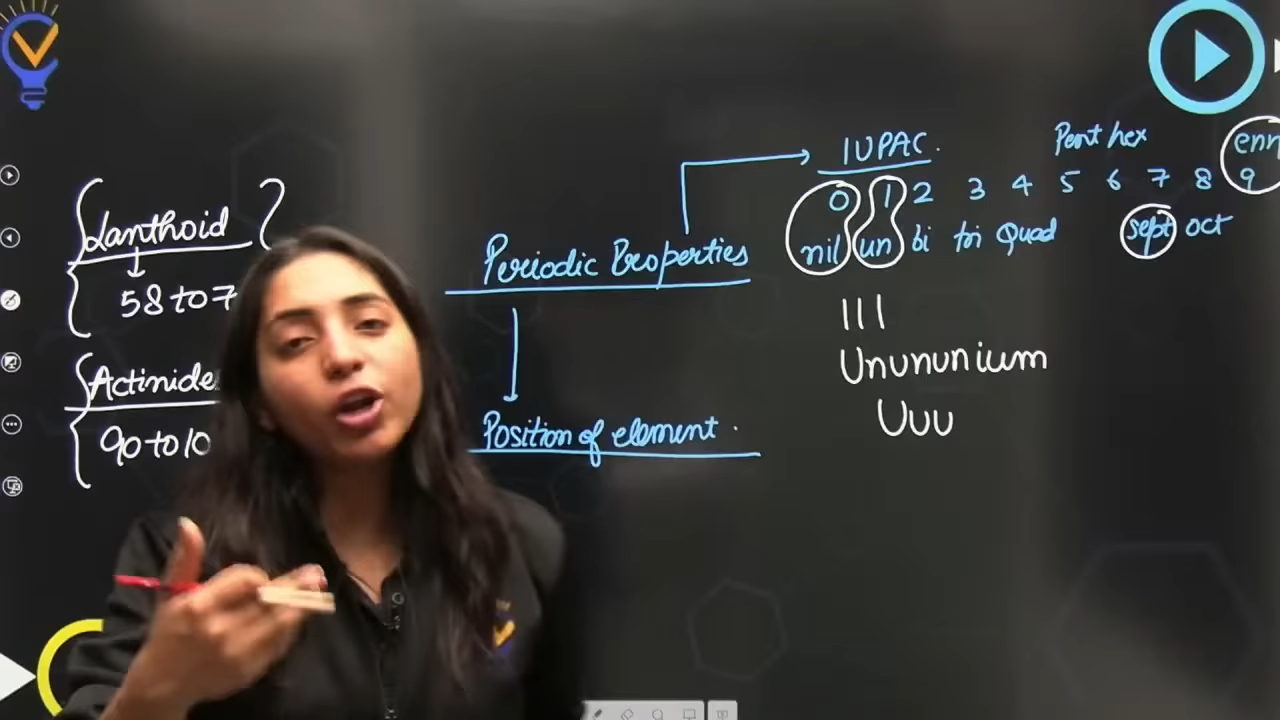 Lanthoid
58 to 7
Actinide
90 to 10
Periodic Properties
Position of element.
IUPAC.
Pent hex enn
0 1 2 3 4 5 6 7 8 9
nil un bi tri Quad sept oct
111
Unununium
Uuu